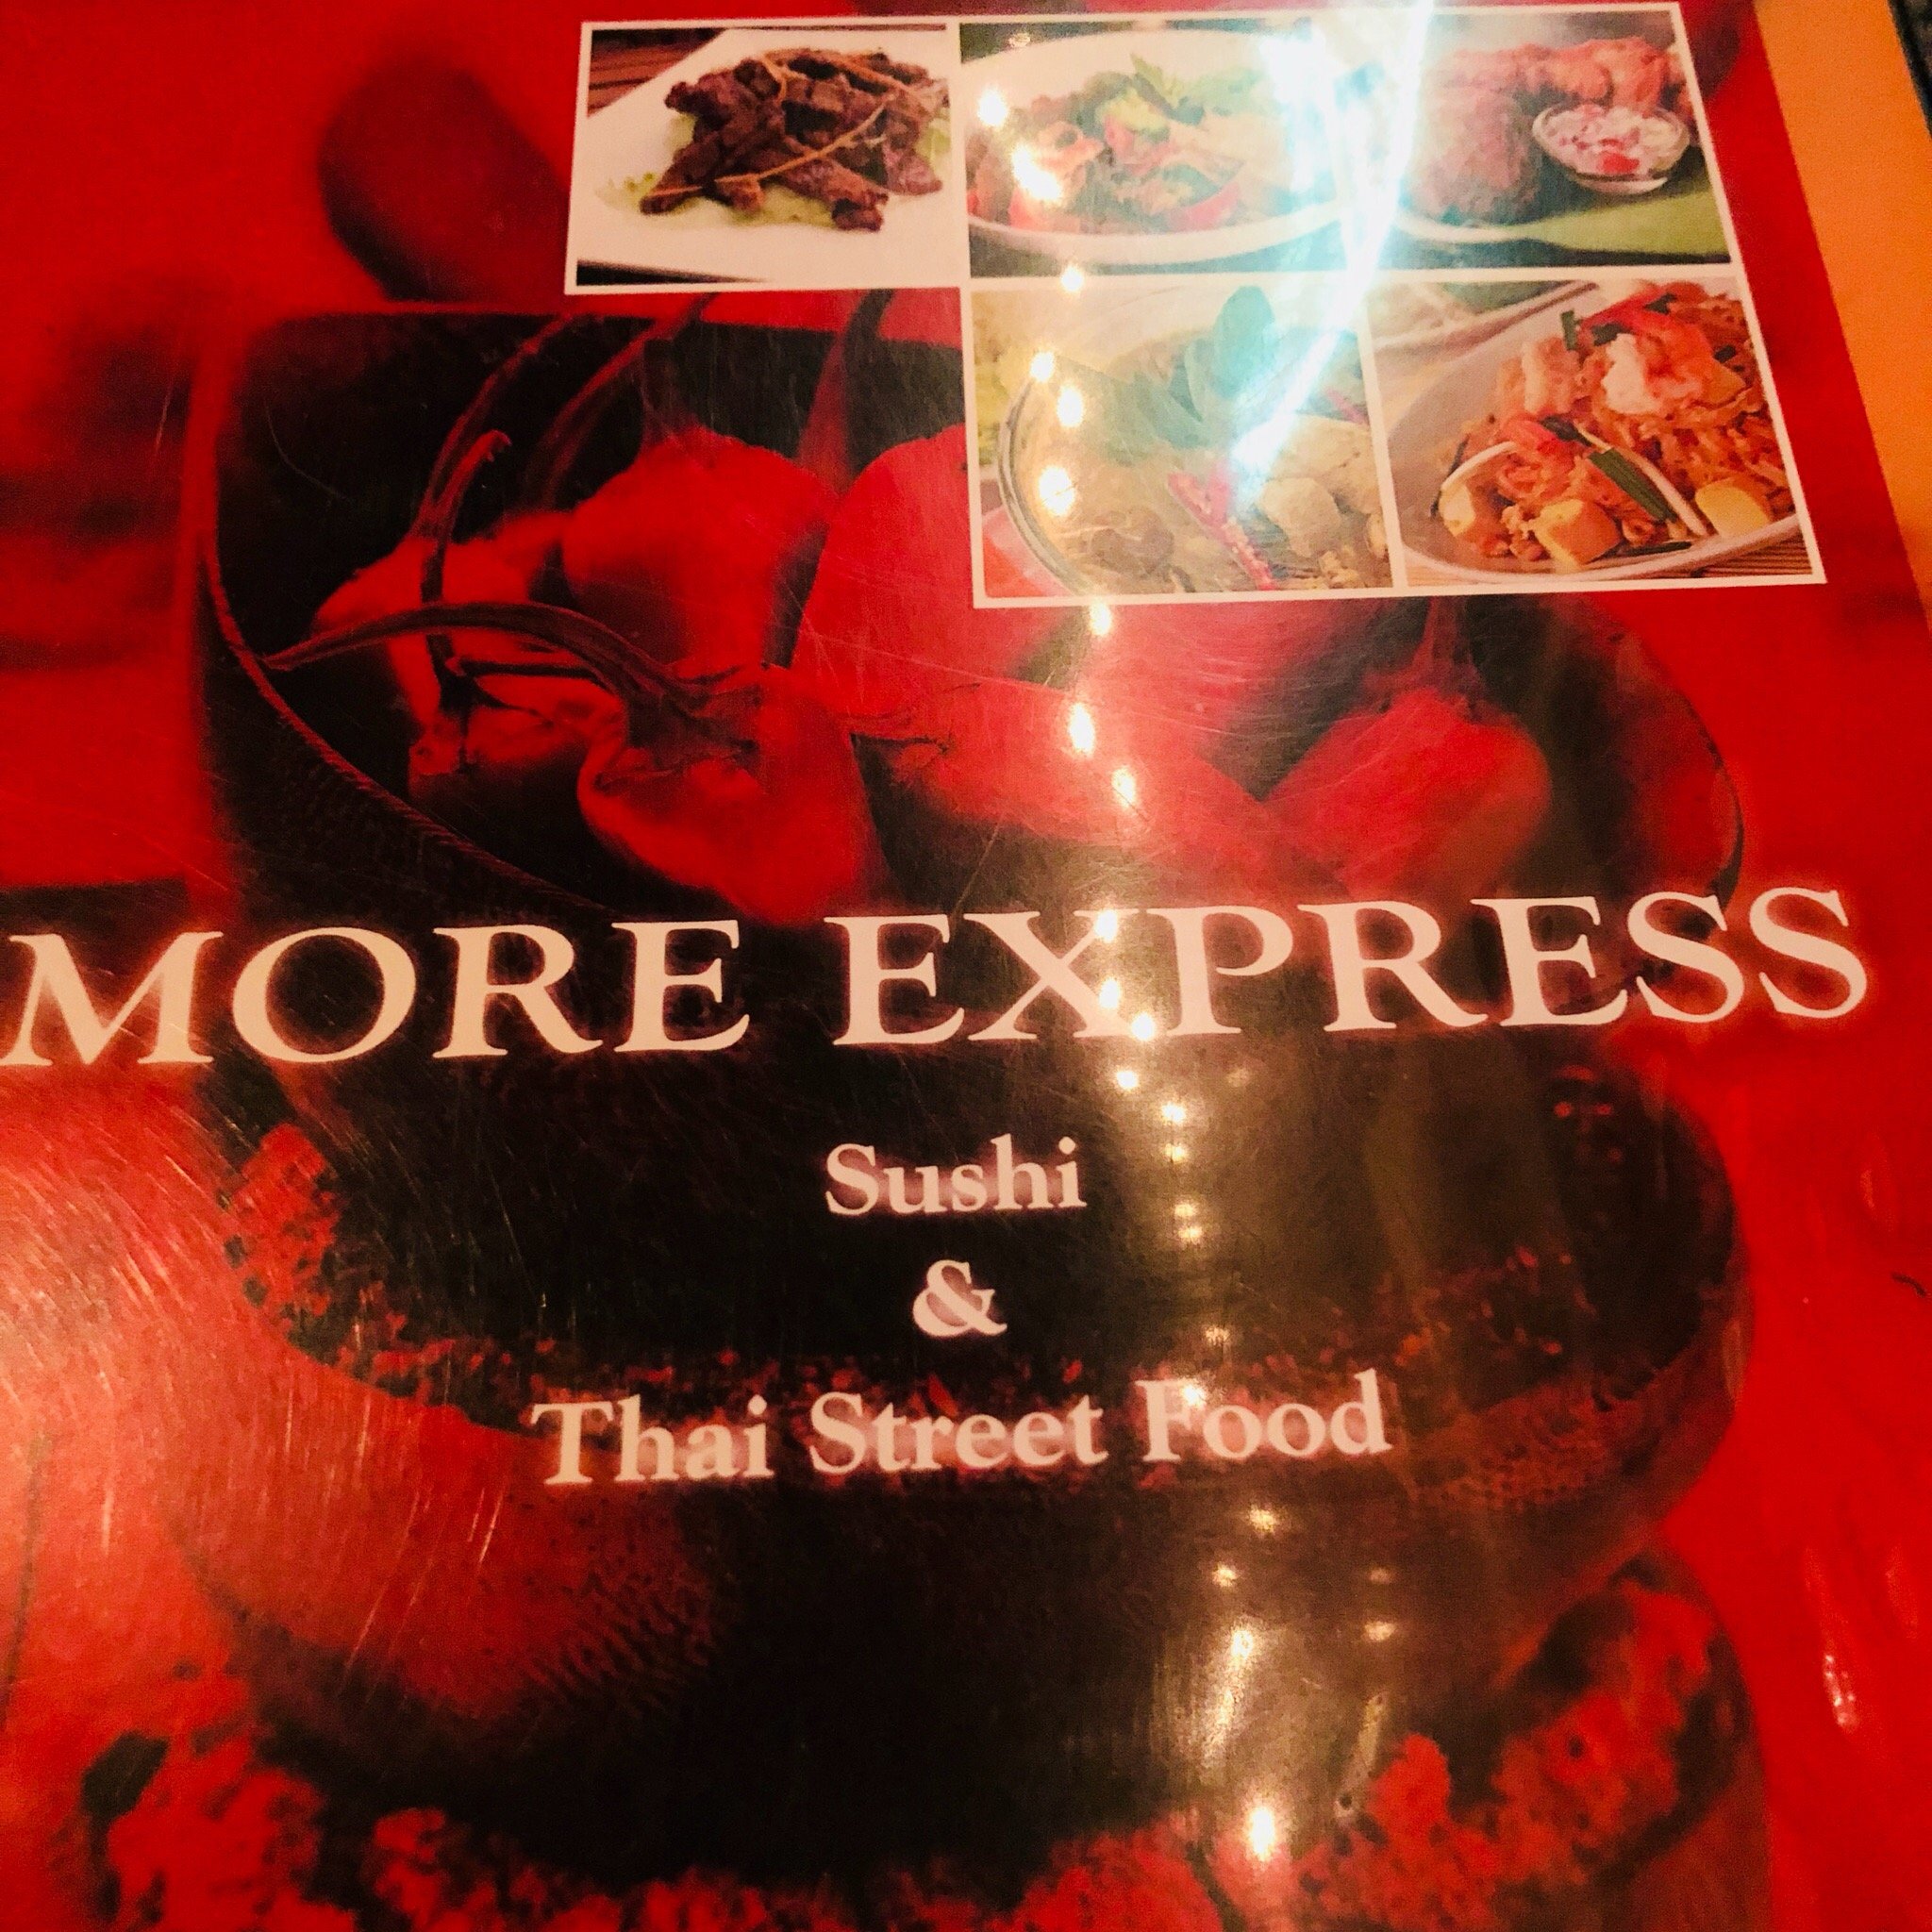 MORE EXPRESS
Sushi
&
Thai Street Food